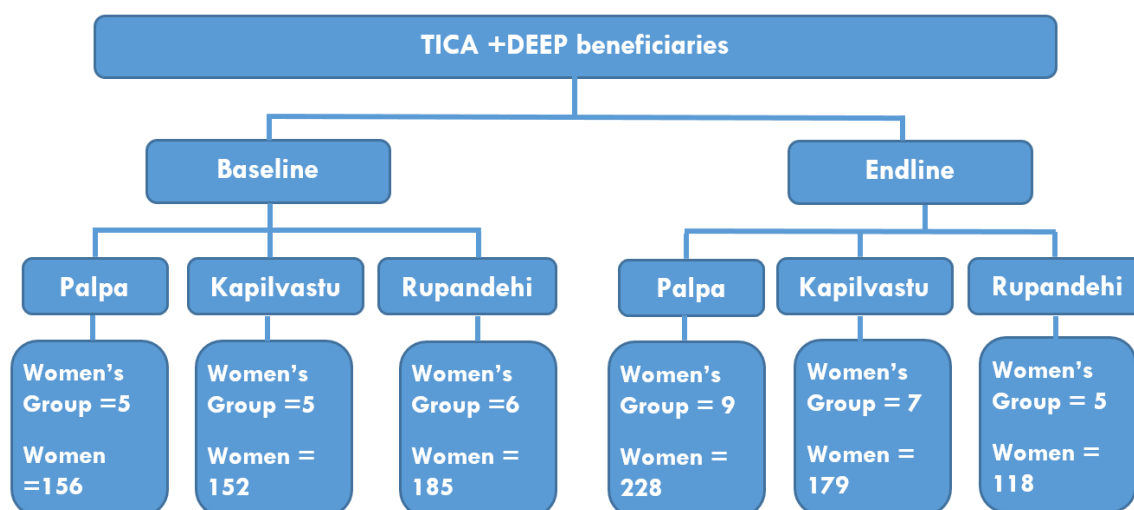 TICA +DEEP beneficiaries
Baseline
Endline
Palpa
Kapilvastu
Rupandehi
Palpa
Kapilvastu
Rupandehi
Women's
Group =5
Women
=156
Women's
Group =5
Women =
152
Women's
Group =6
Women =
185
Women's
Group = 9
Women =
228
Women's
Group = 7
Women =
179
Women's
Group = 5
Women =
118